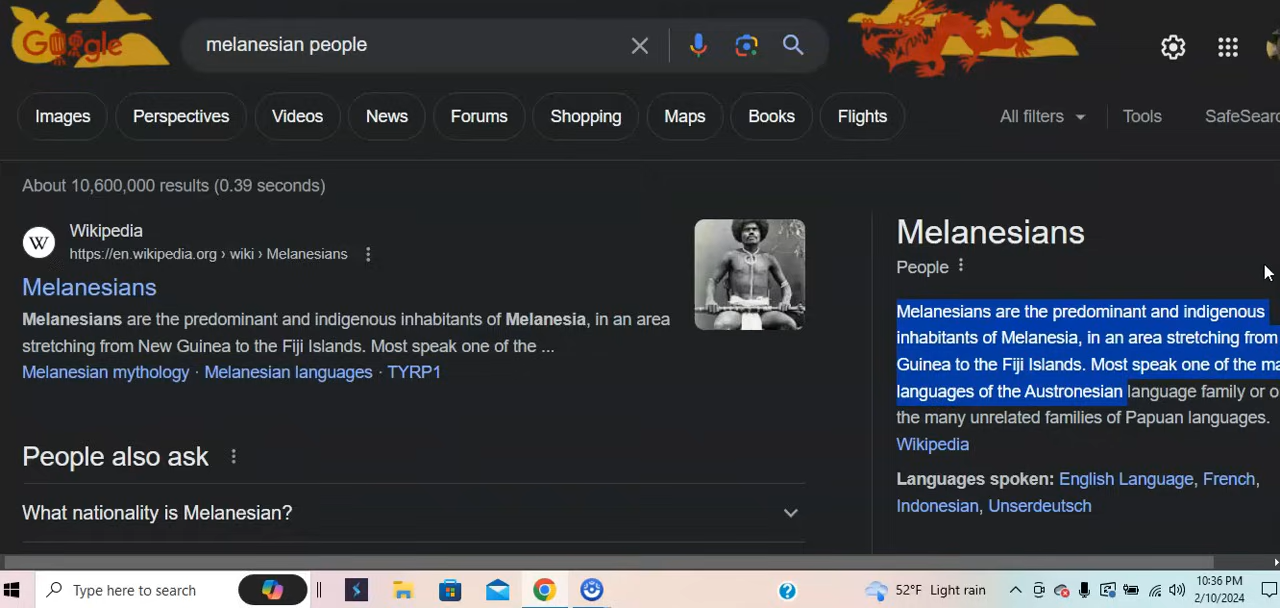 Google
melanesian people
Images
Perspectives
Videos
News
Forums
Shopping
Maps
Books
Flights
All filters
Tools
About 10,600,000 results (0.39 seconds)
W
Wikipedia
https://en.wikipedia.org › wiki › Melanesians
Melanesians
Melanesians are the predominant and indigenous inhabitants of Melanesia, in an area
stretching from New Guinea to the Fiji Islands. Most speak one of the ...
Melanesian mythology · Melanesian languages · TYRP1
People also ask
What nationality is Melanesian?
Melanesians
People
Melanesians are the predominant and indigenous
inhabitants of Melanesia, in an area stretching from
Guinea to the Fiji Islands. Most speak one of the
languages of the Austronesian language family or
the many unrelated families of Papuan languages.
Wikipedia
Languages spoken: English Language, French,
Indonesian, Unserdeutsch
Type here to search
52°F Light rain
10:36 PM
2/10/2024